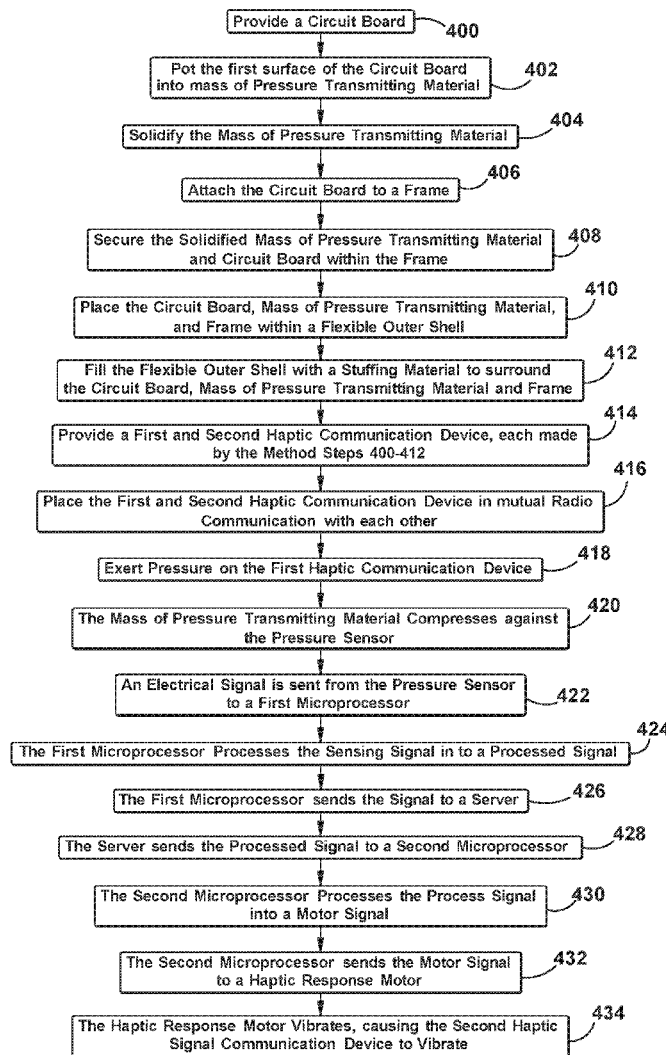 Provide a Circuit Board
400
Pot the first surface of the Circuit Board
into mass of Pressure Transmitting Material
402
Solidify the Mass of Pressure Transmitting Material
404
Attach the Circuit Board to a Frame
406
Secure the Solidified Mass of Pressure Transmitting Material
and Circuit Board within the Frame
408
Place the Circuit Board, Mass of Pressure Transmitting Material,
and Frame within a Flexible Outer Shell
410
Fill the Flexible Outer Shell with a Stuffing Material to surround
the Circuit Board, Mass of Pressure Transmitting Material and Frame
412
Provide a First and Second Haptic Communication Device, each made
by the Method Steps 400-412
414
Place the First and Second Haptic Communication Device in mutual Radio
Communication with each other
416
Exert Pressure on the First Haptic Communication Device
418
The Mass of Pressure Transmitting Material Compresses against
the Pressure Sensor
420
An Electrical Signal is sent from the Pressure Sensor
to a First Microprocessor
422
The First Microprocessor Processes the Sensing Signal in to a Processed Signal
424
The First Microprocessor sends the Signal to a Server
426
The Server sends the Processed Signal to a Second Microprocessor
428
The Second Microprocessor Processes the Process Signal
into a Motor Signal
430
The Second Microprocessor sends the Motor Signal
to a Haptic Response Motor
432
The Haptic Response Motor Vibrates, causing the Second Haptic
Signal Communication Device to Vibrate
434